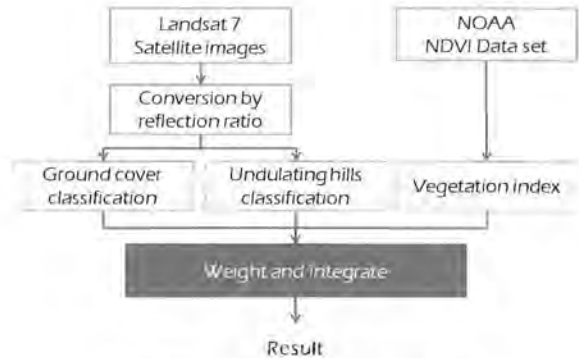 Landsat 7
Satellite images
NOAA
NDVI Data set
Conversion by
reflection ratio
Ground cover
classification
Undulating hills
classification
Vegetation index
Weight and integrate
Result